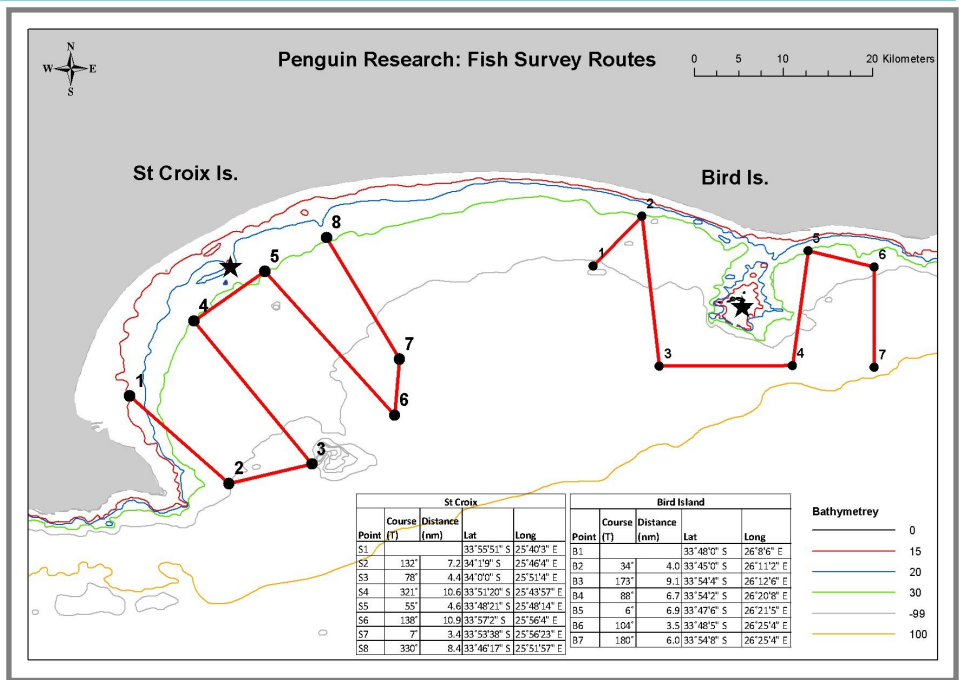 N
W E
S
Penguin Research: Fish Survey Routes
0 5 10 20 Kilometers
St Croix Is.
Bird Is.
1
2
3
4
5
6
7
8
1
2
3
4
5
6
7
St Croix
Point Course (T) Distance (nm) Lat Long
S1 33°55'51" S 25°40'3" E
S2 132° 7.2 34°1'9" S 25°46'4" E
S3 78° 4.4 34°0'0" S 25°51'4" E
S4 321° 10.6 33°51'20" S 25°43'57" E
S5 55° 4.6 33°48'21" S 25°48'14" E
S6 138° 10.9 33°57'2" S 25°56'4" E
S7 7° 3.4 33°53'38" S 25°56'23" E
S8 330° 8.4 33°46'17" S 25°51'57" E
Bird Island
Point Course (T) Distance (nm) Lat Long
B1 33°48'0" S 26°8'6" E
B2 34° 4.0 33°45'0" S 26°11'2" E
B3 173° 9.1 33°54'4" S 26°12'6" E
B4 88° 6.7 33°54'2" S 26°20'8" E
B5 6° 6.9 33°47'6" S 26°21'5" E
B6 104° 3.5 33°48'5" S 26°25'4" E
B7 180° 6.0 33°54'8" S 26°25'4" E
Bathymetrey
0
15
20
30
-99
100